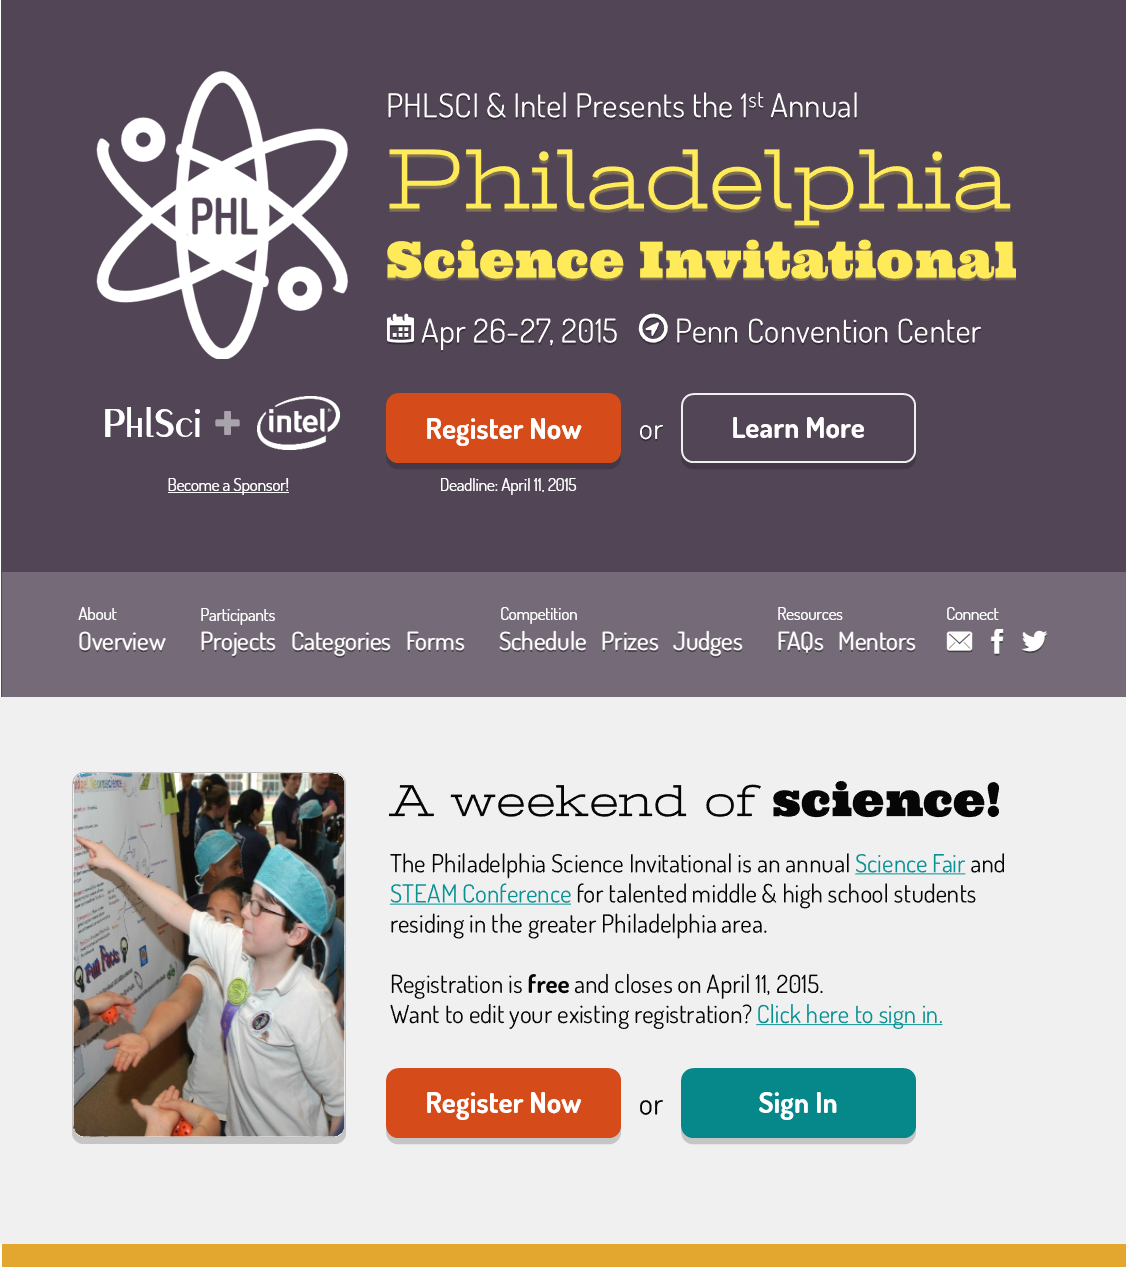 PHLSCI & Intel Presents the 1st Annual
Philadelphia
Science Invitational
PHL
Apr 26-27, 2015 Penn Convention Center
PhlSci + intel
Register Now or Learn More
Become a Sponsor!
Deadline: April 11, 2015
About
Overview
Participants
Projects Categories Forms
Competition
Schedule Prizes Judges
Resources
FAQs Mentors
Connect
A weekend of science!
The Philadelphia Science Invitational is an annual Science Fair and
STEAM Conference for talented middle & high school students
residing in the greater Philadelphia area.
Registration is free and closes on April 11, 2015.
Want to edit your existing registration? Click here to sign in.
Register Now or Sign In
Fun Facts